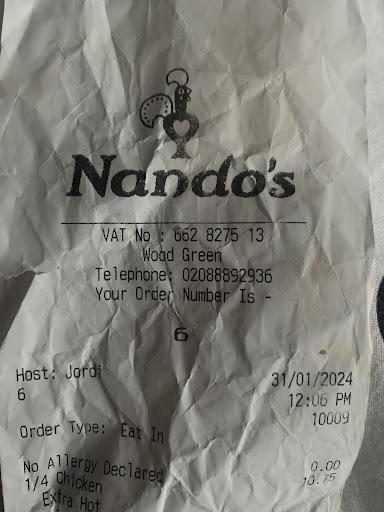 Nando's
VAT No : 662 8275 13
Wood Green
Telephone: 02088892936
Your Order Number Is -
6
Host: Jordi
6
31/01/2024
12:06 PM
10009
Order Type: Eat In
No Allergy Declared 0.00
1/4 Chicken 10.75
Extra Hot